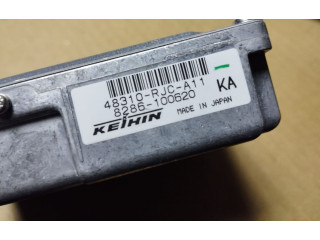 48310-RJC-A11
8286-100620
KA
KEIHIN
MADE IN JAPAN